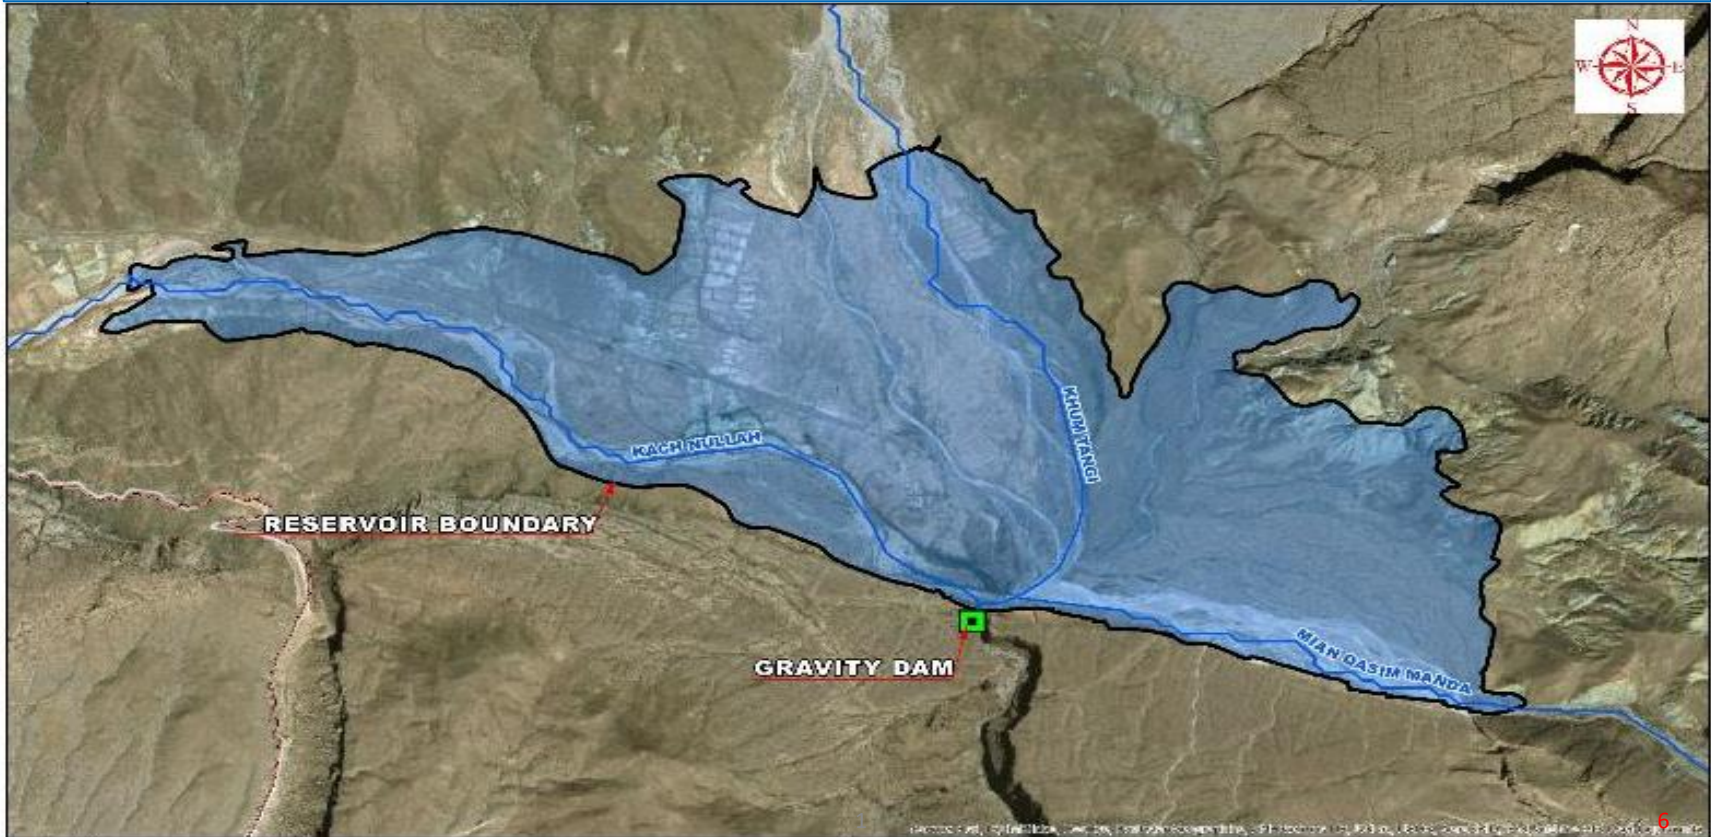 N
W
E
S
KHUM TANGI
KACH NULLAH
RESERVOIR BOUNDARY
GRAVITY DAM
MIAN QASIM MANDA
6